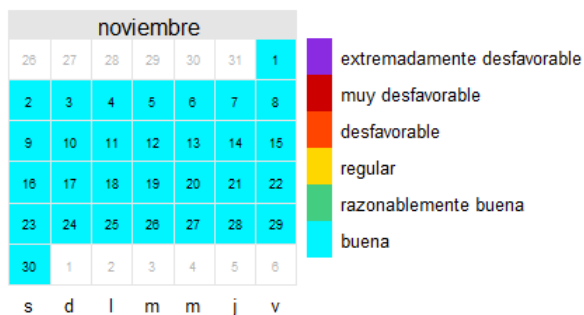 noviembre
26 27 28 29 30 31 1
2 3 4 5 6 7 8
9 10 11 12 13 14 15
16 17 18 19 20 21 22
23 24 25 26 27 28 29
30 1 2 3 4 5 6
s d l m m j v
extremadamente desfavorable
muy desfavorable
desfavorable
regular
razonablemente buena
buena